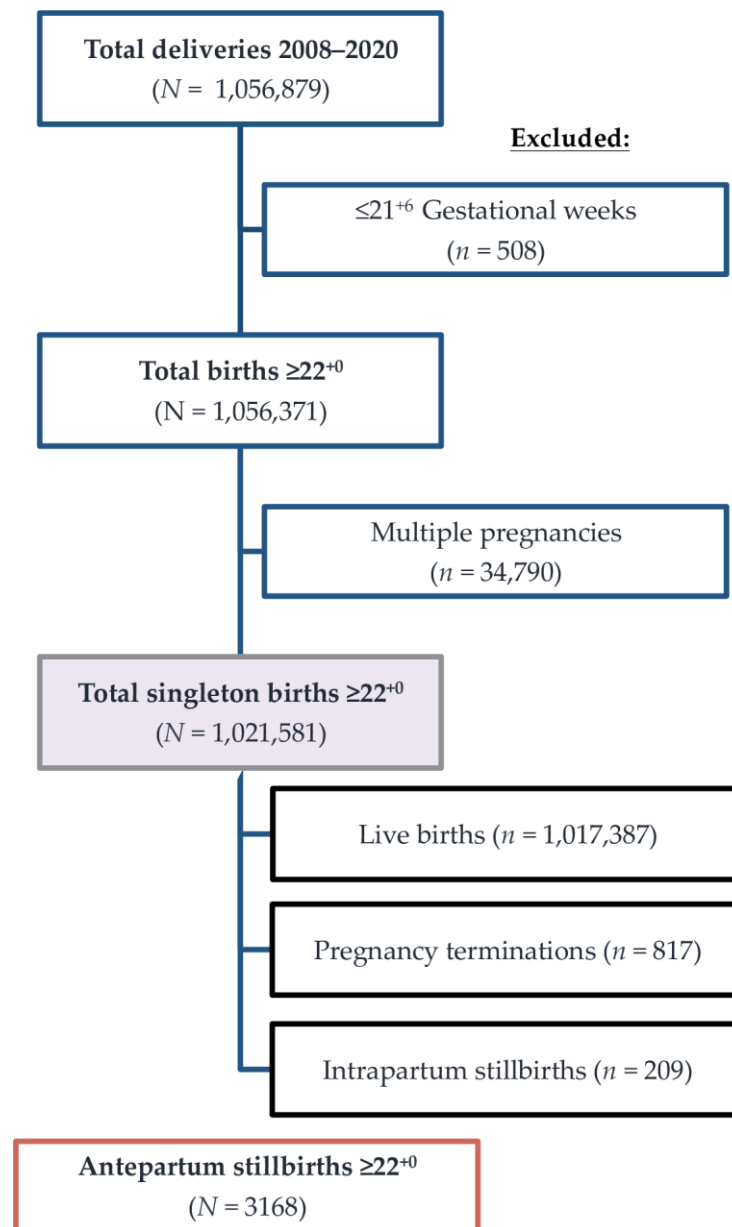 Total deliveries 2008–2020
(N = 1,056,879)
Excluded:
≤21+6 Gestational weeks
(n = 508)
Total births ≥22+0
(N = 1,056,371)
Multiple pregnancies
(n = 34,790)
Total singleton births ≥22+0
(N = 1,021,581)
Live births (n = 1,017,387)
Pregnancy terminations (n = 817)
Intrapartum stillbirths (n = 209)
Antepartum stillbirths ≥22+0
(N = 3168)